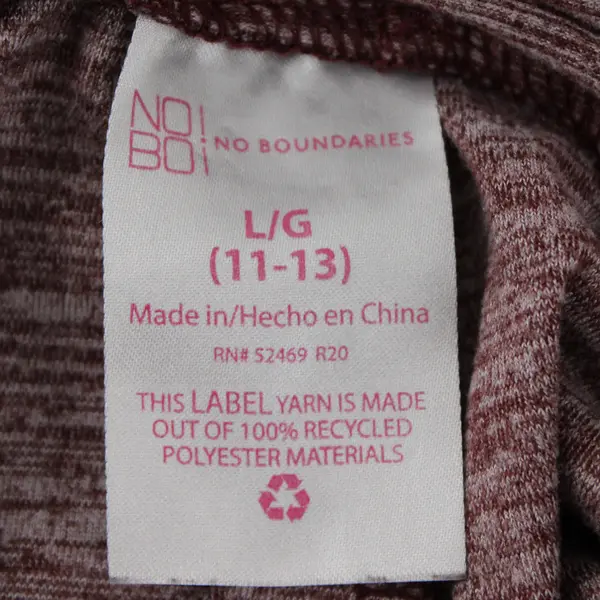 NO!
BO¡ NO BOUNDARIES
L/G
(11-13)
Made in/Hecho en China
RN# 52469 R20
THIS LABEL YARN IS MADE
OUT OF 100% RECYCLED
POLYESTER MATERIALS